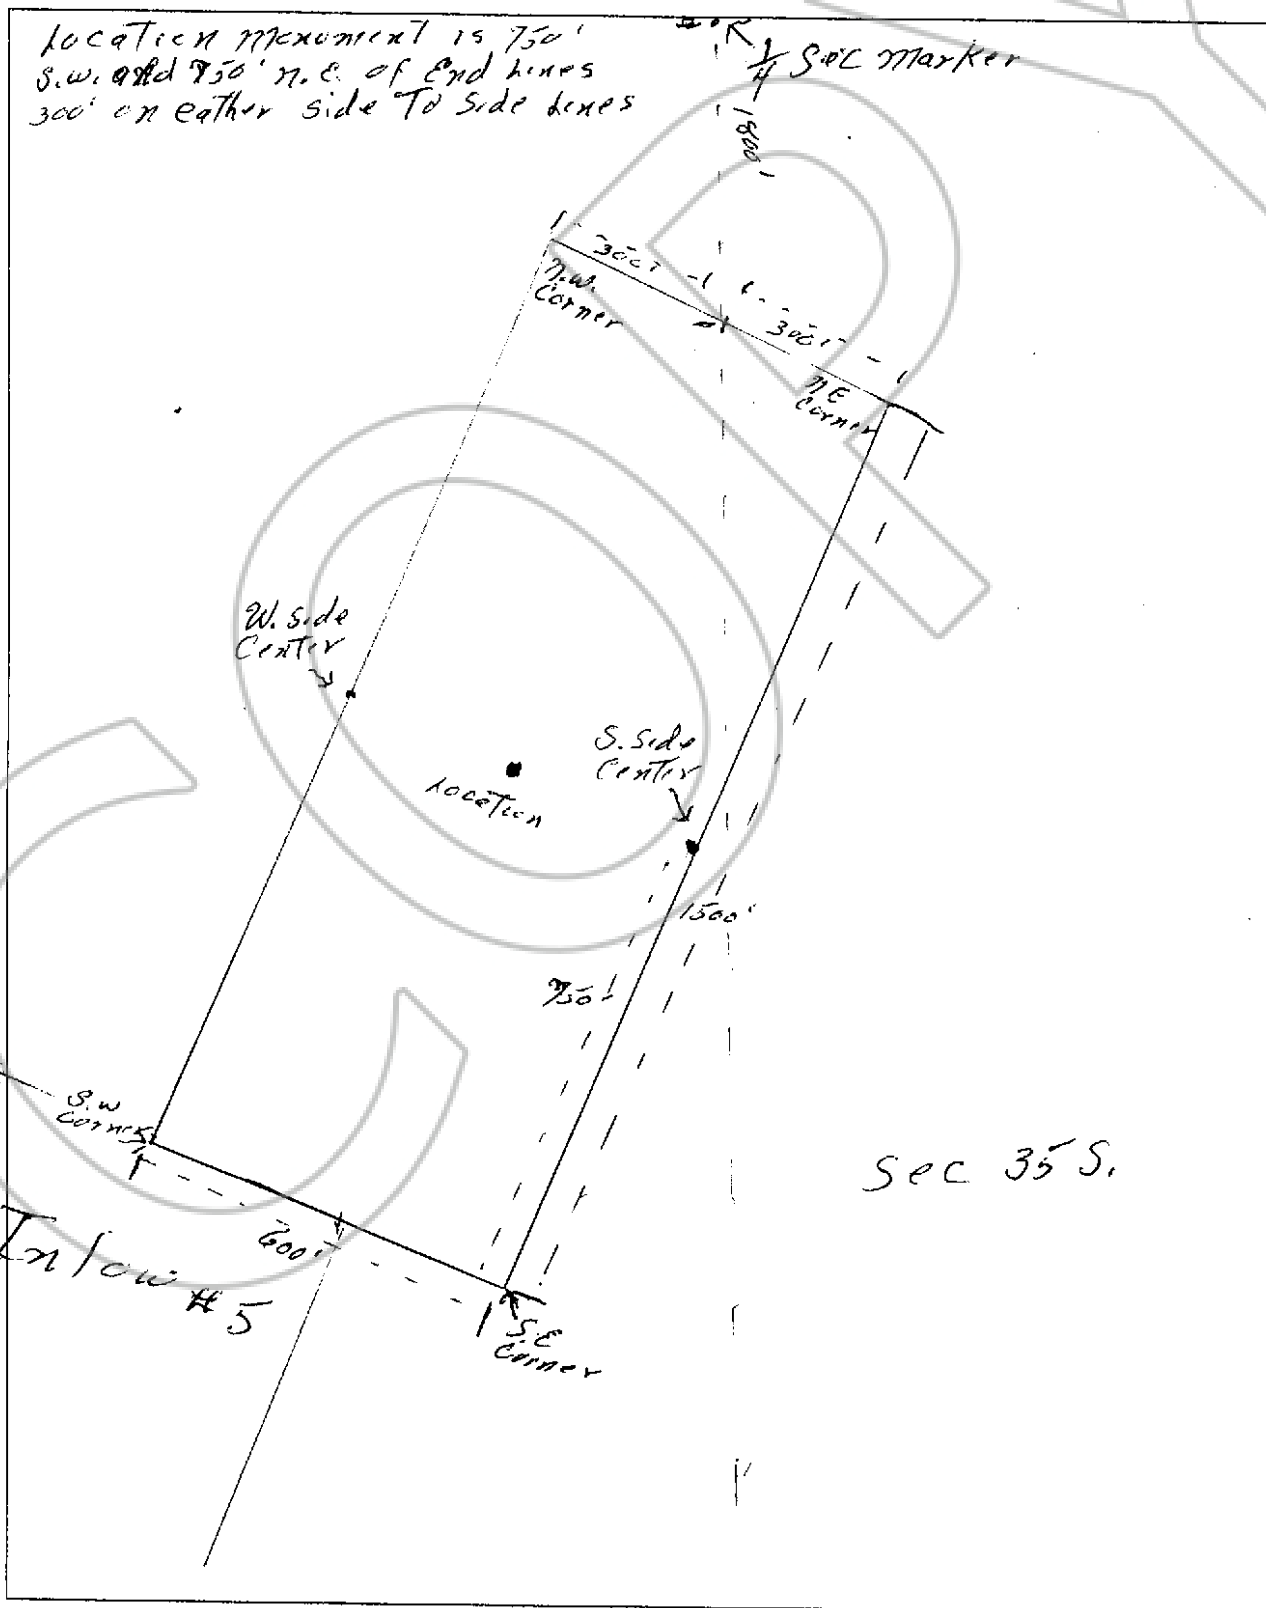 Location monument is 750'
S.w. and 750' n.E. of End Lines
300' on eather side To Side Lines
1/4 Sec Marker
1800'
300'
n.w.
Corner
300'
n E
Corner
W. Side
Center
S. Side
Center
Location
1500'
750'
S.w
Corner
Sec 35 S.
600'
#5
S.E
Corner
COPY